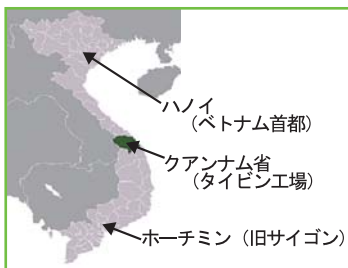 ハノイ
（ベトナム首都）
クアンナム省
（タイビン工場）
ホーチミン（旧サイゴン）